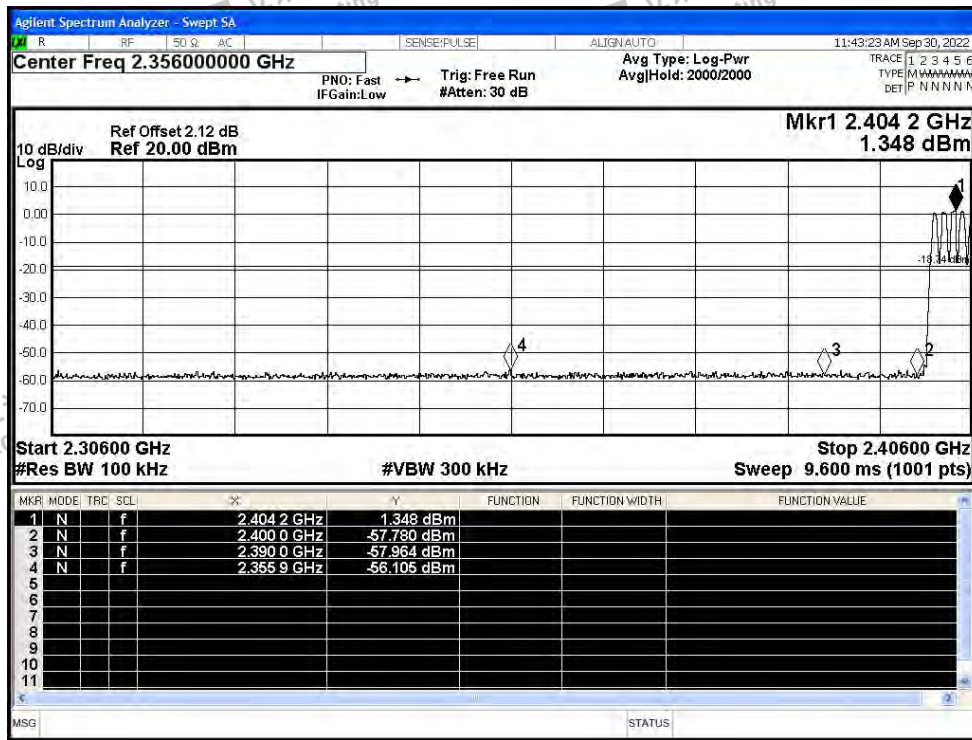 Agilent Spectrum Analyzer - Swept SA
R RF 50 Ω AC SENSE:PULSE ALIGN AUTO 11:43:23 AM Sep 30, 2022
Center Freq 2.356000000 GHz
PNO: Fast Trig: Free Run Avg Type: Log-Pwr TRACE 1 2 3 4 5 6
IFGain:Low #Atten: 30 dB Avg|Hold: 2000/2000 TYPE M
DET P N N N N N
Mkr1 2.404 2 GHz
1.348 dBm
Ref Offset 2.12 dB
10 dB/div Ref 20.00 dBm
Log
10.0
0.00
-10.0
-20.0
-30.0
-40.0
-50.0
-60.0
-70.0
1
-18.74 dBm
4
3
2
Start 2.30600 GHz Stop 2.40600 GHz
#Res BW 100 kHz #VBW 300 kHz Sweep 9.600 ms (1001 pts)
MKR MODE TRC SCL X Y FUNCTION FUNCTION WIDTH FUNCTION VALUE
1 N f 2.404 2 GHz 1.348 dBm
2 N f 2.400 0 GHz -57.780 dBm
3 N f 2.390 0 GHz -57.964 dBm
4 N f 2.355 9 GHz -56.105 dBm
5
6
7
8
9
10
11
MSG STATUS